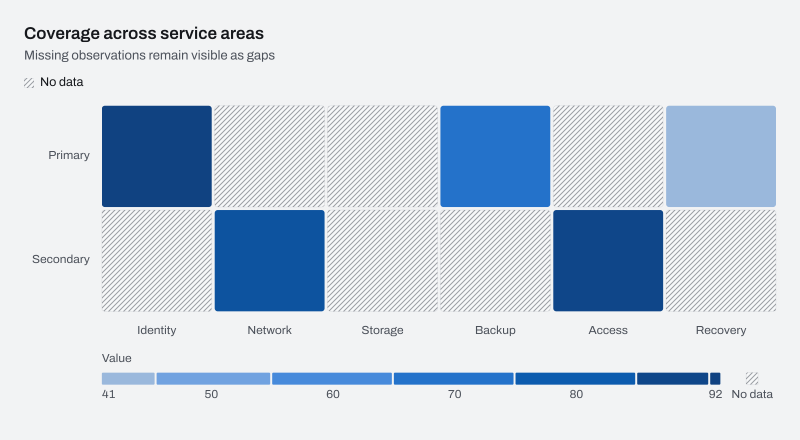 Coverage across service areas
Missing observations remain visible as gaps
No data
Primary
Secondary
Identity Network Storage Backup Access Recovery
Value
41 50 60 70 80 92 No data